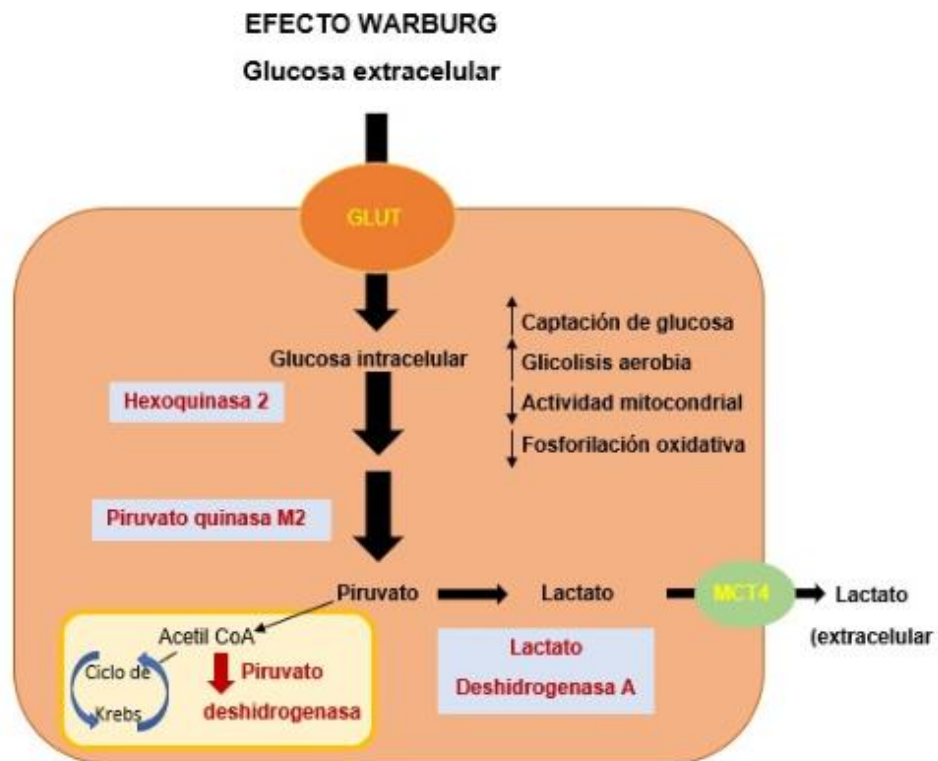 EFECTO WARBURG
Glucosa extracelular
GLUT
Glucosa intracelular
Captación de glucosa
Glicolisis aerobia
Actividad mitocondrial
Fosforilación oxidativa
Hexoquinasa 2
Piruvato quinasa M2
Piruvato
Lactato
MCT4
Lactato
(extracelular
Acetil CoA
Ciclo de
Krebs
Piruvato
deshidrogenasa
Lactato
Deshidrogenasa A